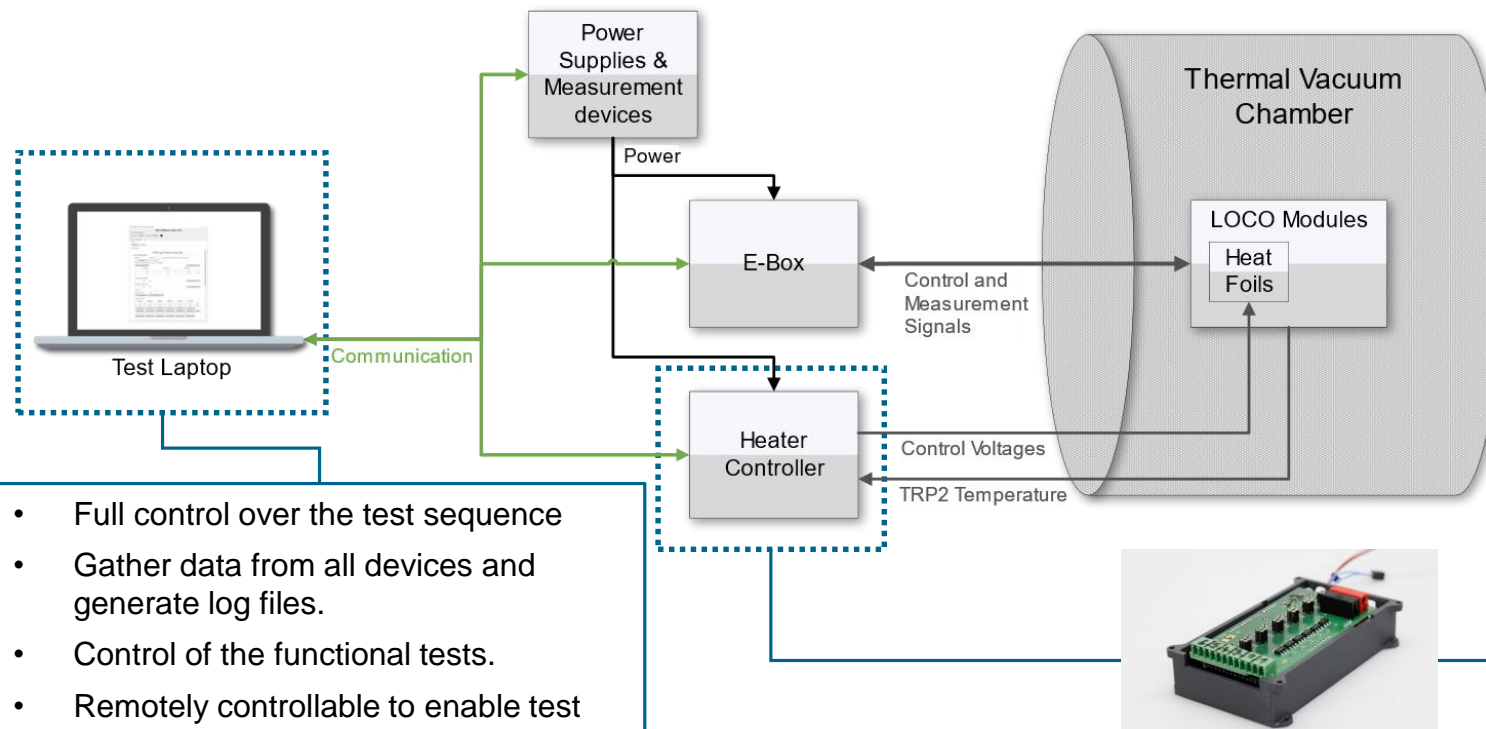 Power
Supplies &
Measurement
devices
Thermal Vacuum
Chamber
Power
LOCO Modules
Heat
Foils
E-Box
Control and
Measurement
Signals
Test Laptop
Communication
Heater
Controller
Control Voltages
TRP2 Temperature
• Full control over the test sequence
• Gather data from all devices and
generate log files.
• Control of the functional tests.
• Remotely controllable to enable test